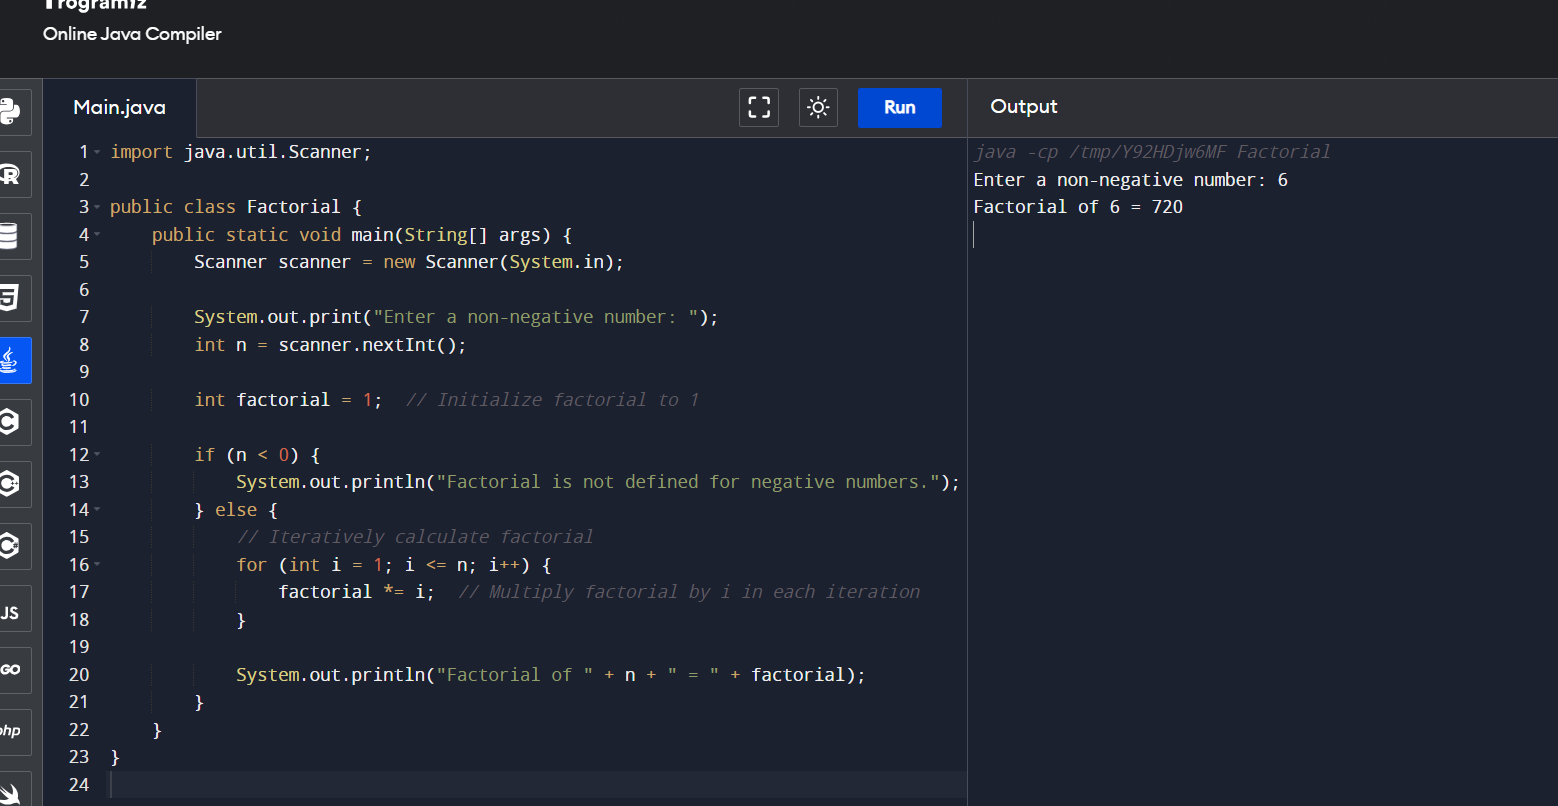 Programiz
Online Java Compiler
Main.java
Run
Output
1 import java.util.Scanner;
2
3 public class Factorial {
4     public static void main(String[] args) {
5         Scanner scanner = new Scanner(System.in);
6
7         System.out.print("Enter a non-negative number: ");
8         int n = scanner.nextInt();
9
10         int factorial = 1;  // Initialize factorial to 1
11
12         if (n < 0) {
13             System.out.println("Factorial is not defined for negative numbers.");
14         } else {
15             // Iteratively calculate factorial
16             for (int i = 1; i <= n; i++) {
17                 factorial *= i;  // Multiply factorial by i in each iteration
18             }
19
20             System.out.println("Factorial of " + n + " = " + factorial);
21         }
22     }
23 }
24
java -cp /tmp/Y92HDjw6MF Factorial
Enter a non-negative number: 6
Factorial of 6 = 720
R
5
C
C++
C#
JS
GO
php